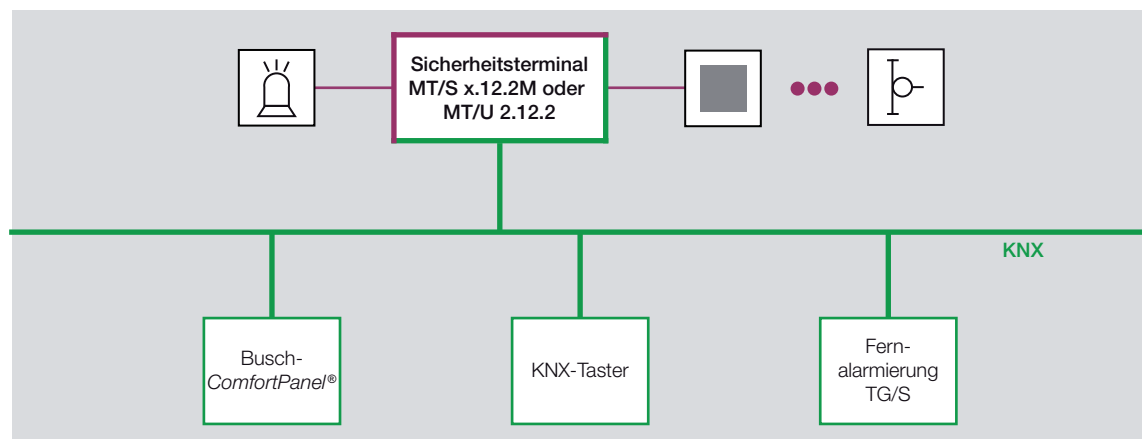 Sicherheitsterminal
MT/S x.12.2M oder
MT/U 2.12.2
KNX
Busch-
ComfortPanel®
KNX-Taster
Fern-
alarmierung
TG/S